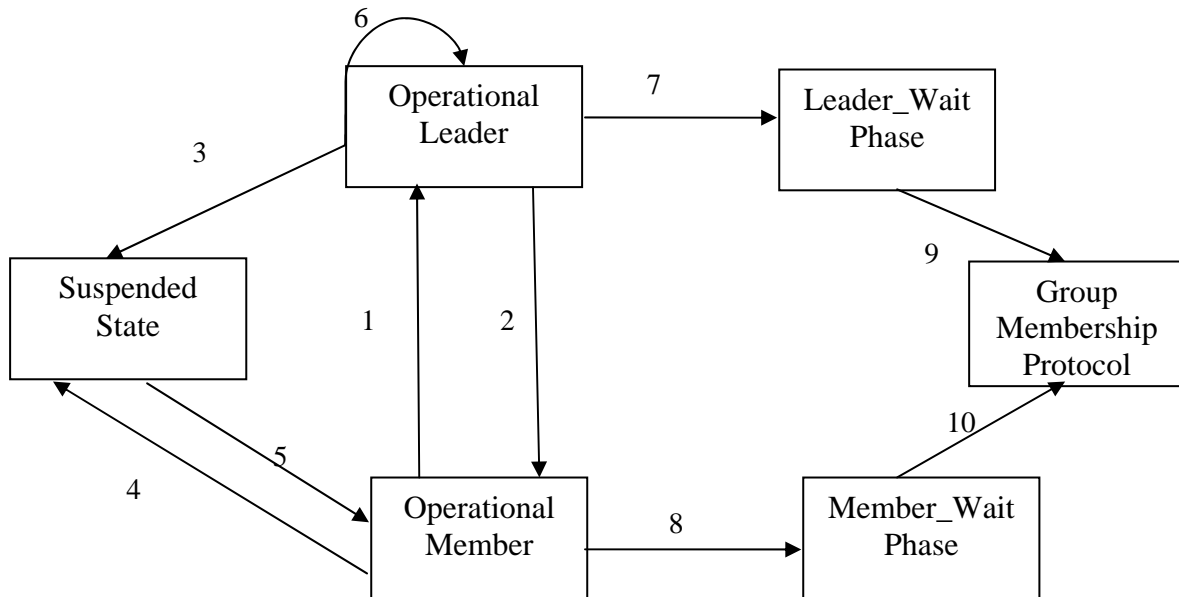 6
Operational
Leader
7
Leader_Wait
Phase
3
9
Suspended
State
1
2
Group
Membership
Protocol
5
4
10
Operational
Member
8
Member_Wait
Phase